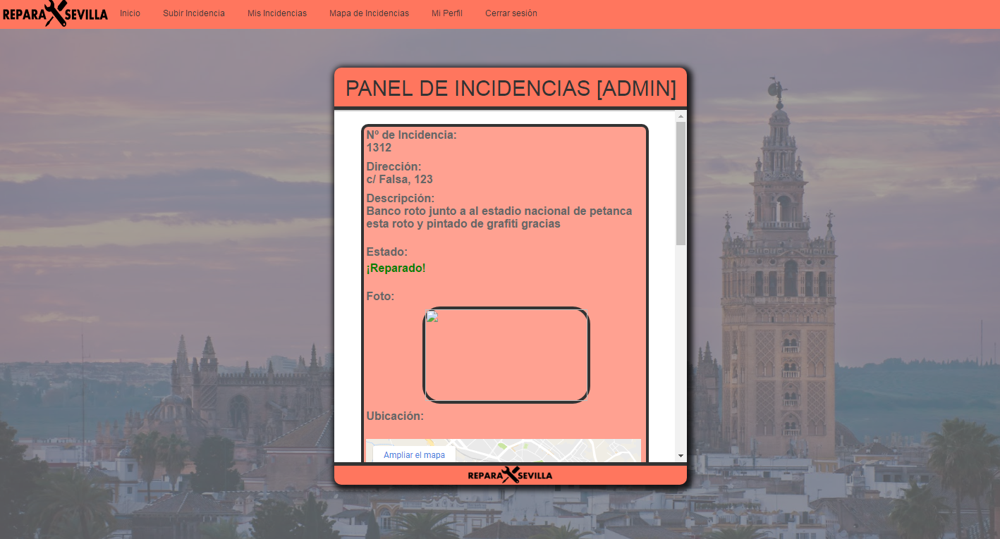 REPARA SEVILLA
Inicio Subir Incidencia Mis Incidencias Mapa de Incidencias Mi Perfil Cerrar sesiòn
PANEL DE INCIDENCIAS [ADMIN]
Nº de Incidencia:
1312
Dirección:
c/ Falsa, 123
Descripción:
Banco roto junto a al estadio nacional de petanca
esta roto y pintado de grafiti gracias
Estado:
¡Reparado!
Foto:
Ubicación:
Ampliar el mapa
REPARA SEVILLA